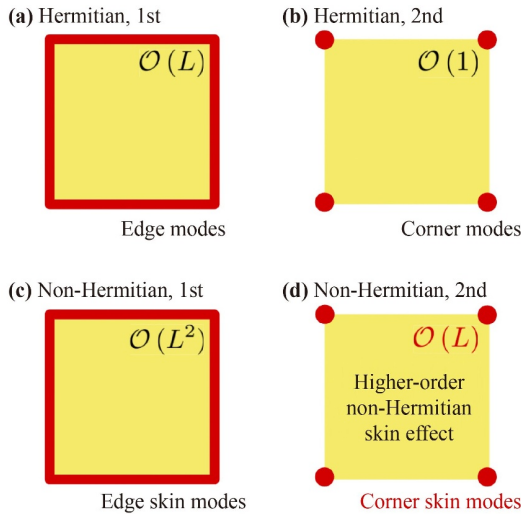 (a) Hermitian, 1st
𝒪 (L)
Edge modes
(b) Hermitian, 2nd
𝒪 (1)
Corner modes
(c) Non-Hermitian, 1st
𝒪 (L²)
Edge skin modes
(d) Non-Hermitian, 2nd
𝒪 (L)
Higher-order
non-Hermitian
skin effect
Corner skin modes